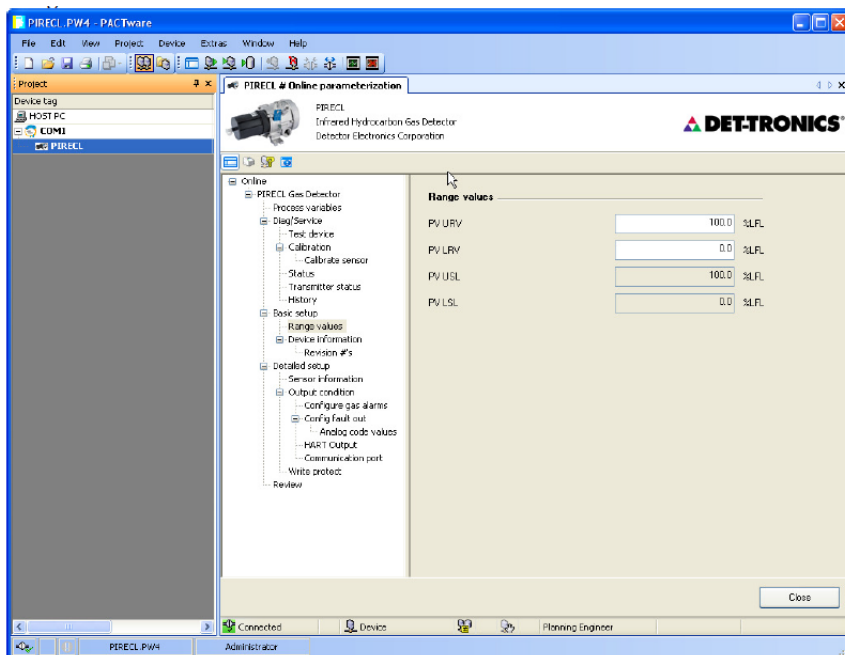 PIRECL.PW4 - PACTware
File Edit View Project Device Extras Window Help
Project
Device tag
HOST PC
COM1
PIRECL
PIRECL # Online parameterization
PIRECL
Infrared Hydrocarbon Gas Detector
Detector Electronics Corporation
DET-TRONICS
Online
PIRECL Gas Detector
Process variables
Diag/Service
Test device
Calibration
Calibrate sensor
Status
Transmitter status
History
Basic setup
Range values
Device information
Revision #'s
Detailed setup
Sensor information
Output condition
Configure gas alarms
Config fault out
Analog code values
HART Output
Communication port
Write protect
Review
Range values
PV URV 100.0 %LFL
PV LRV 0.0 %LFL
PV USL 100.0 %LFL
PV LSL 0.0 %LFL
Close
Connected Device Planning Engineer
PIRECL.PW4 Administrator